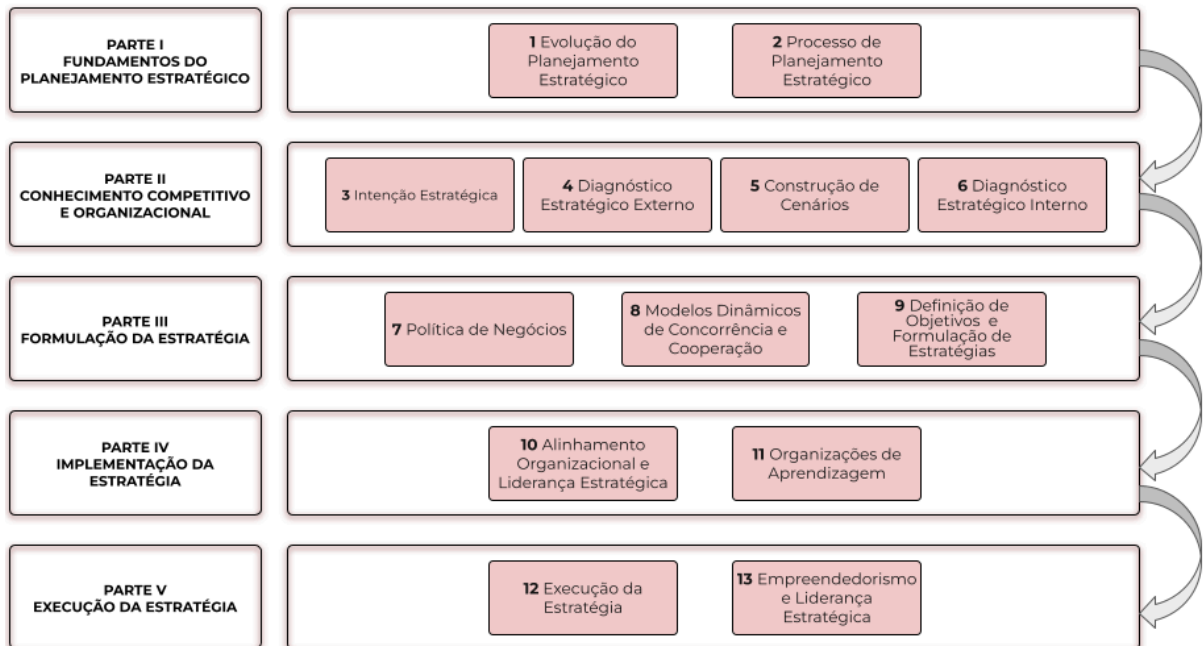 PARTE I
FUNDAMENTOS DO
PLANEJAMENTO ESTRATÉGICO
1 Evolução do
Planejamento
Estratégico
2 Processo de
Planejamento
Estratégico
PARTE II
CONHECIMENTO COMPETITIVO
E ORGANIZACIONAL
3 Intenção Estratégica
4 Diagnóstico
Estratégico Externo
5 Construção de
Cenários
6 Diagnóstico
Estratégico Interno
PARTE III
FORMULAÇÃO DA ESTRATÉGIA
7 Política de Negócios
8 Modelos Dinâmicos
de Concorrência e
Cooperação
9 Definição de
Objetivos e
Formulação de
Estratégias
PARTE IV
IMPLEMENTAÇÃO DA
ESTRATÉGIA
10 Alinhamento
Organizacional e
Liderança Estratégica
11 Organizações de
Aprendizagem
PARTE V
EXECUÇÃO DA ESTRATÉGIA
12 Execução da
Estratégia
13 Empreendedorismo
e Liderança
Estratégica